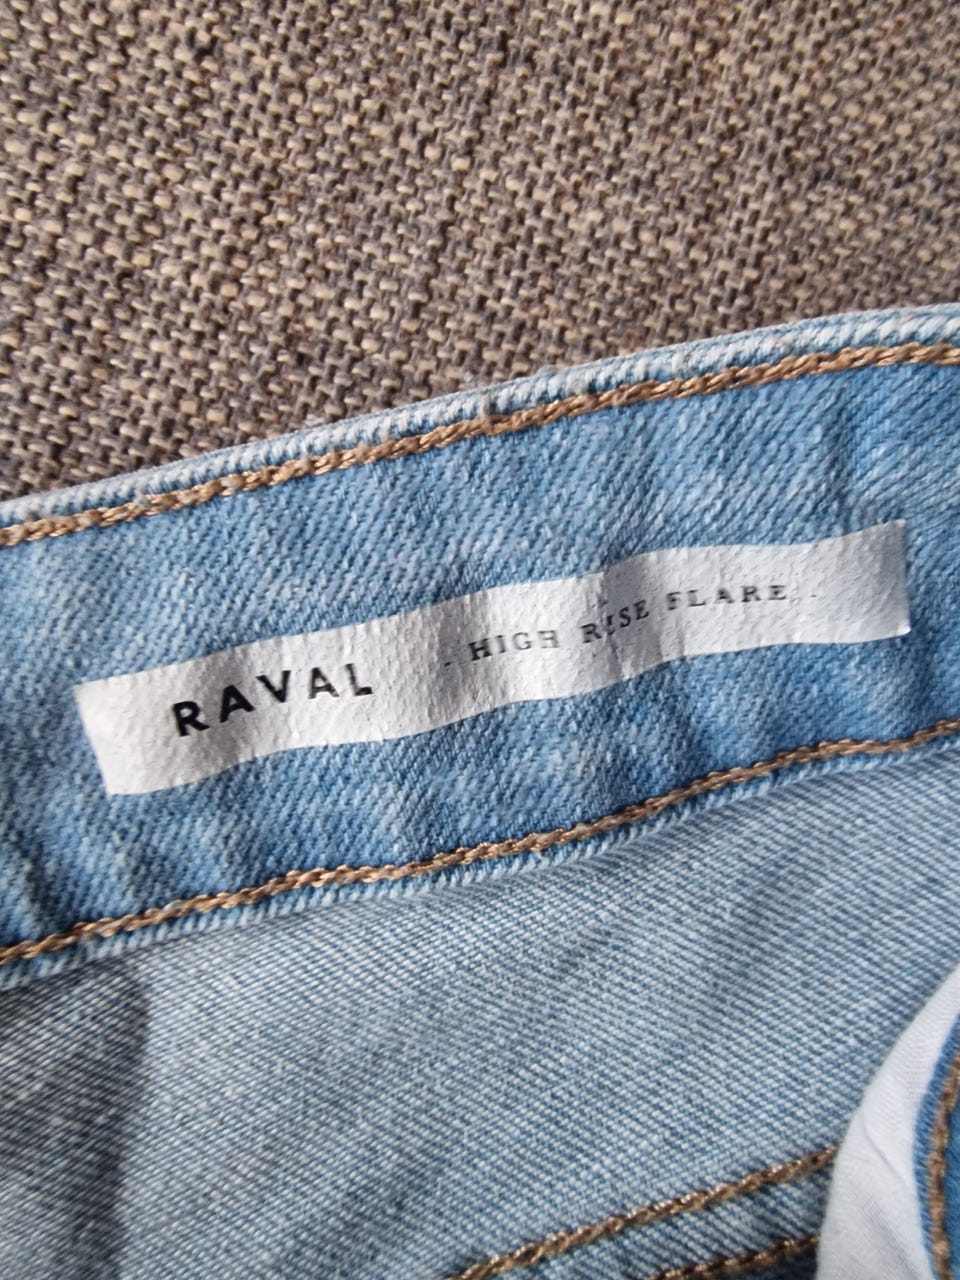 RAVAL . HIGH RISE FLARE .